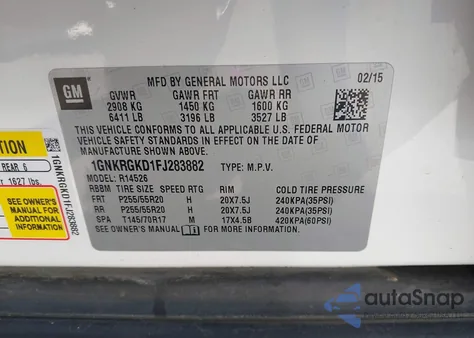 GM
MFD BY GENERAL MOTORS LLC 02/15
GVWR GAWR FRT GAWR RR
2908 KG 1450 KG 1600 KG
6411 LB 3196 LB 3527 LB
THIS VEHICLE CONFORMS TO ALL APPLICABLE U.S. FEDERAL MOTOR
VEHICLE SAFETY STANDARDS IN EFFECT ON THE DATE OF
MANUFACTURE SHOWN ABOVE.
1GNKRGKD1FJ283882 TYPE: M.P.V.
MODEL: R14526
RBBM TIRE SIZE SPEED RTG RIM COLD TIRE PRESSURE
FRT P255/55R20 H 20X7.5J 240KPA(35PSI)
RR P255/55R20 H 20X7.5J 240KPA(35PSI)
SPA T145/70R17 M 17X4.5B 420KPA(60PSI)
SEE OWNER'S MANUAL FOR MORE INFORMATION.
REAR
1627 lbs.
SEE OWNER'S
MANUAL FOR
ADDITIONAL
INFORMATION
1GNKRGKD1FJ283882
autoSnap